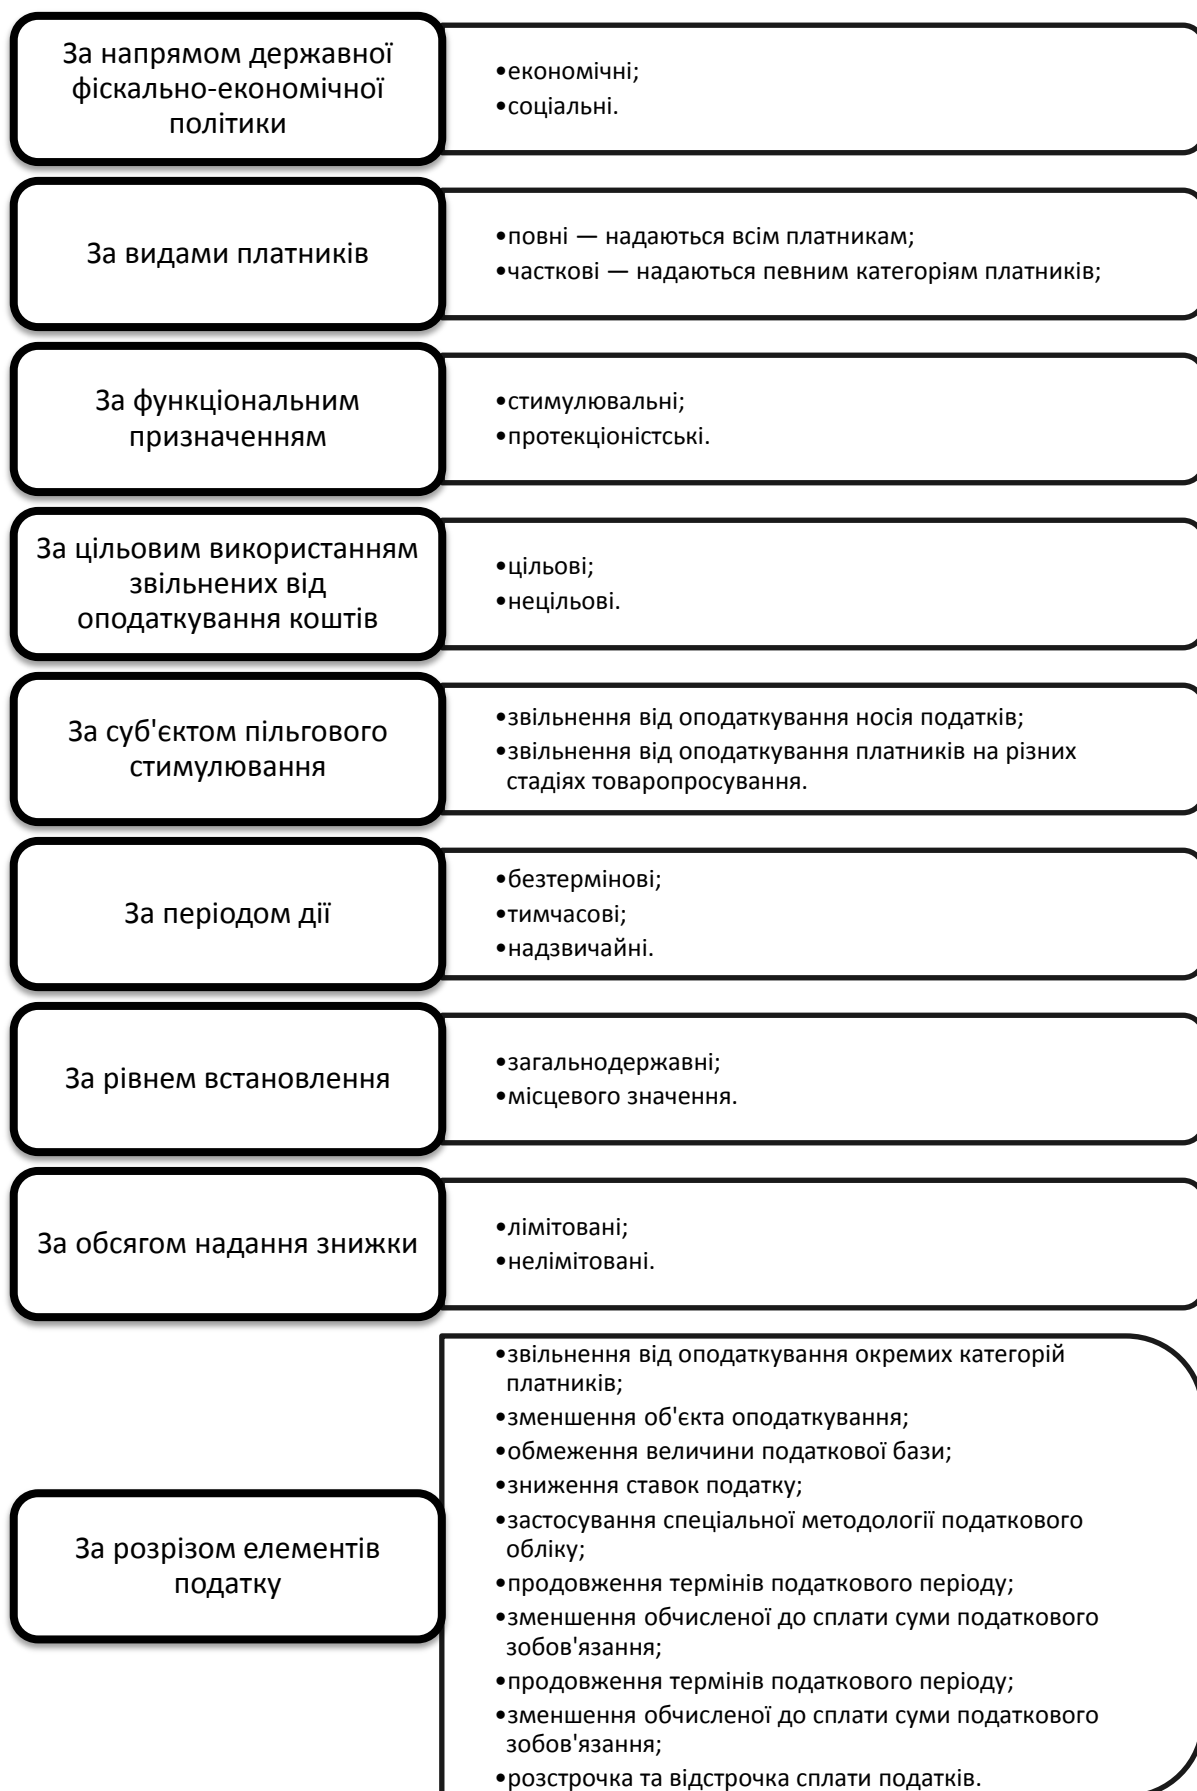 За напрямом державної
фіскально-економічної
політики
•економічні;
•соціальні.
За видами платників
•повні — надаються всім платникам;
•часткові — надаються певним категоріям платників;
За функціональним
призначенням
•стимулювальні;
•протекціоністські.
За цільовим використанням
звільнених від
оподаткування коштів
•цільові;
•нецільові.
За суб'єктом пільгового
стимулювання
•звільнення від оподаткування носія податків;
•звільнення від оподаткування платників на різних
стадіях товаропросування.
За періодом дії
•безтермінові;
•тимчасові;
•надзвичайні.
За рівнем встановлення
•загальнодержавні;
•місцевого значення.
За обсягом надання знижки
•лімітовані;
•нелімітовані.
За розрізом елементів
податку
•звільнення від оподаткування окремих категорій
платників;
•зменшення об'єкта оподаткування;
•обмеження величини податкової бази;
•зниження ставок податку;
•застосування спеціальної методології податкового
обліку;
•продовження термінів податкового періоду;
•зменшення обчисленої до сплати суми податкового
зобов'язання;
•продовження термінів податкового періоду;
•зменшення обчисленої до сплати суми податкового
зобов'язання;
•розстрочка та відстрочка сплати податків.